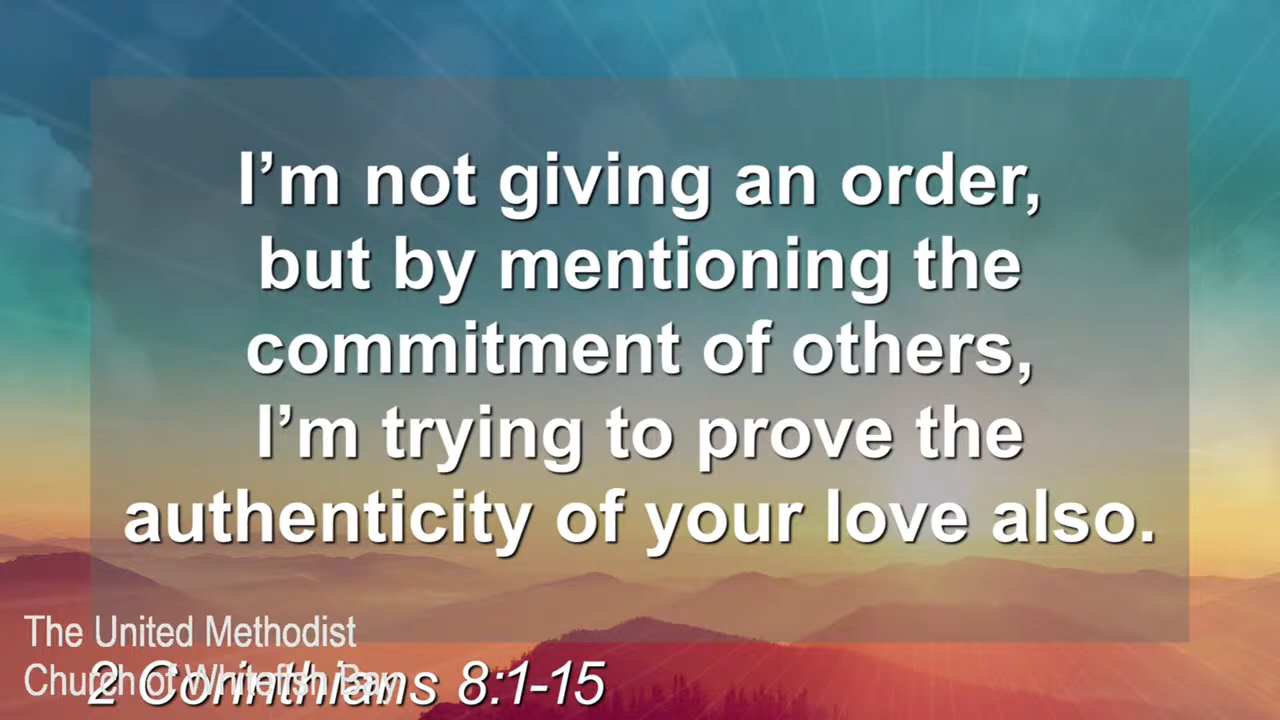 I’m not giving an order,
but by mentioning the
commitment of others,
I’m trying to prove the
authenticity of your love also.
The United Methodist
Church of Whitefish Bay
2 Corinthians 8:1-15